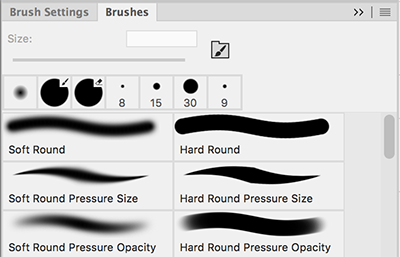 Brush Settings Brushes
Size:
8 15 30 9
Soft Round Hard Round
Soft Round Pressure Size Hard Round Pressure Size
Soft Round Pressure Opacity Hard Round Pressure Opacity